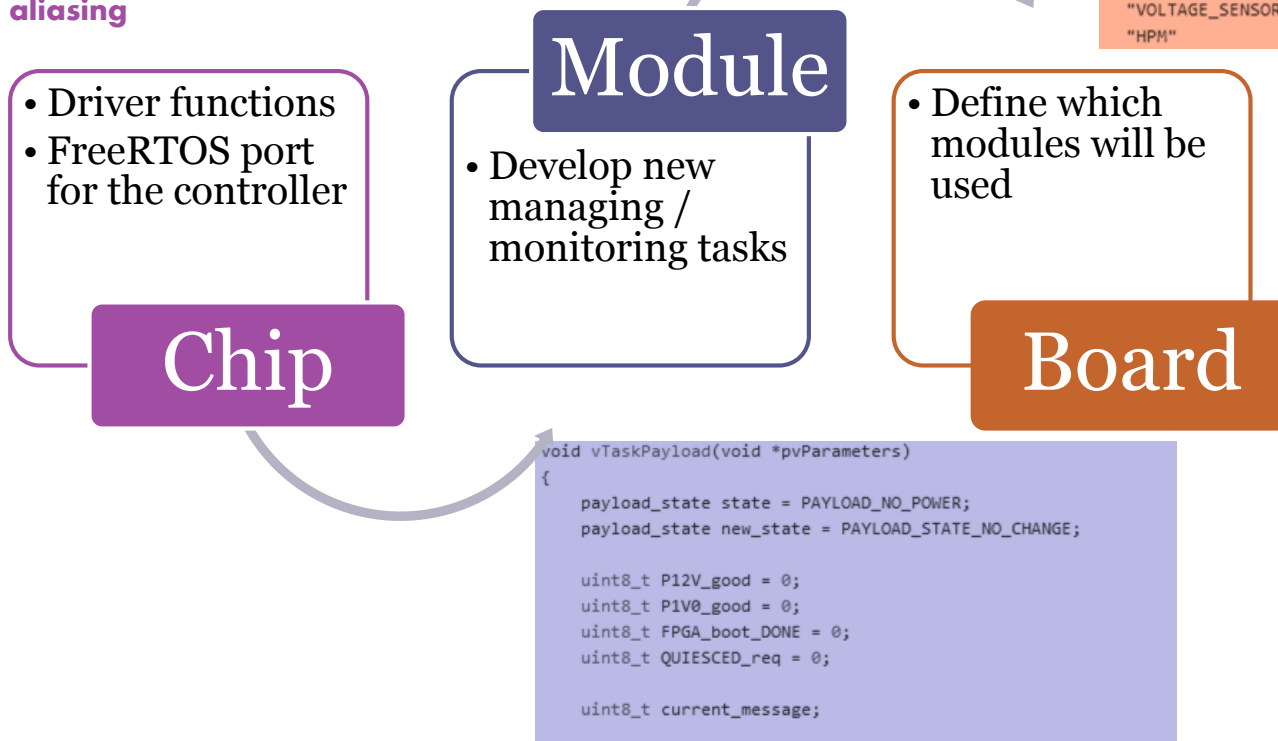 aliasing
"VOLTAGE_SENSOR
"HPM"
• Driver functions
• FreeRTOS port
for the controller
Chip
Module
• Develop new
managing /
monitoring tasks
• Define which
modules will be
used
Board
void vTaskPayload(void *pvParameters)
{
    payload_state state = PAYLOAD_NO_POWER;
    payload_state new_state = PAYLOAD_STATE_NO_CHANGE;
    uint8_t P12V_good = 0;
    uint8_t P1V0_good = 0;
    uint8_t FPGA_boot_DONE = 0;
    uint8_t QUIESCED_req = 0;
    uint8_t current_message;